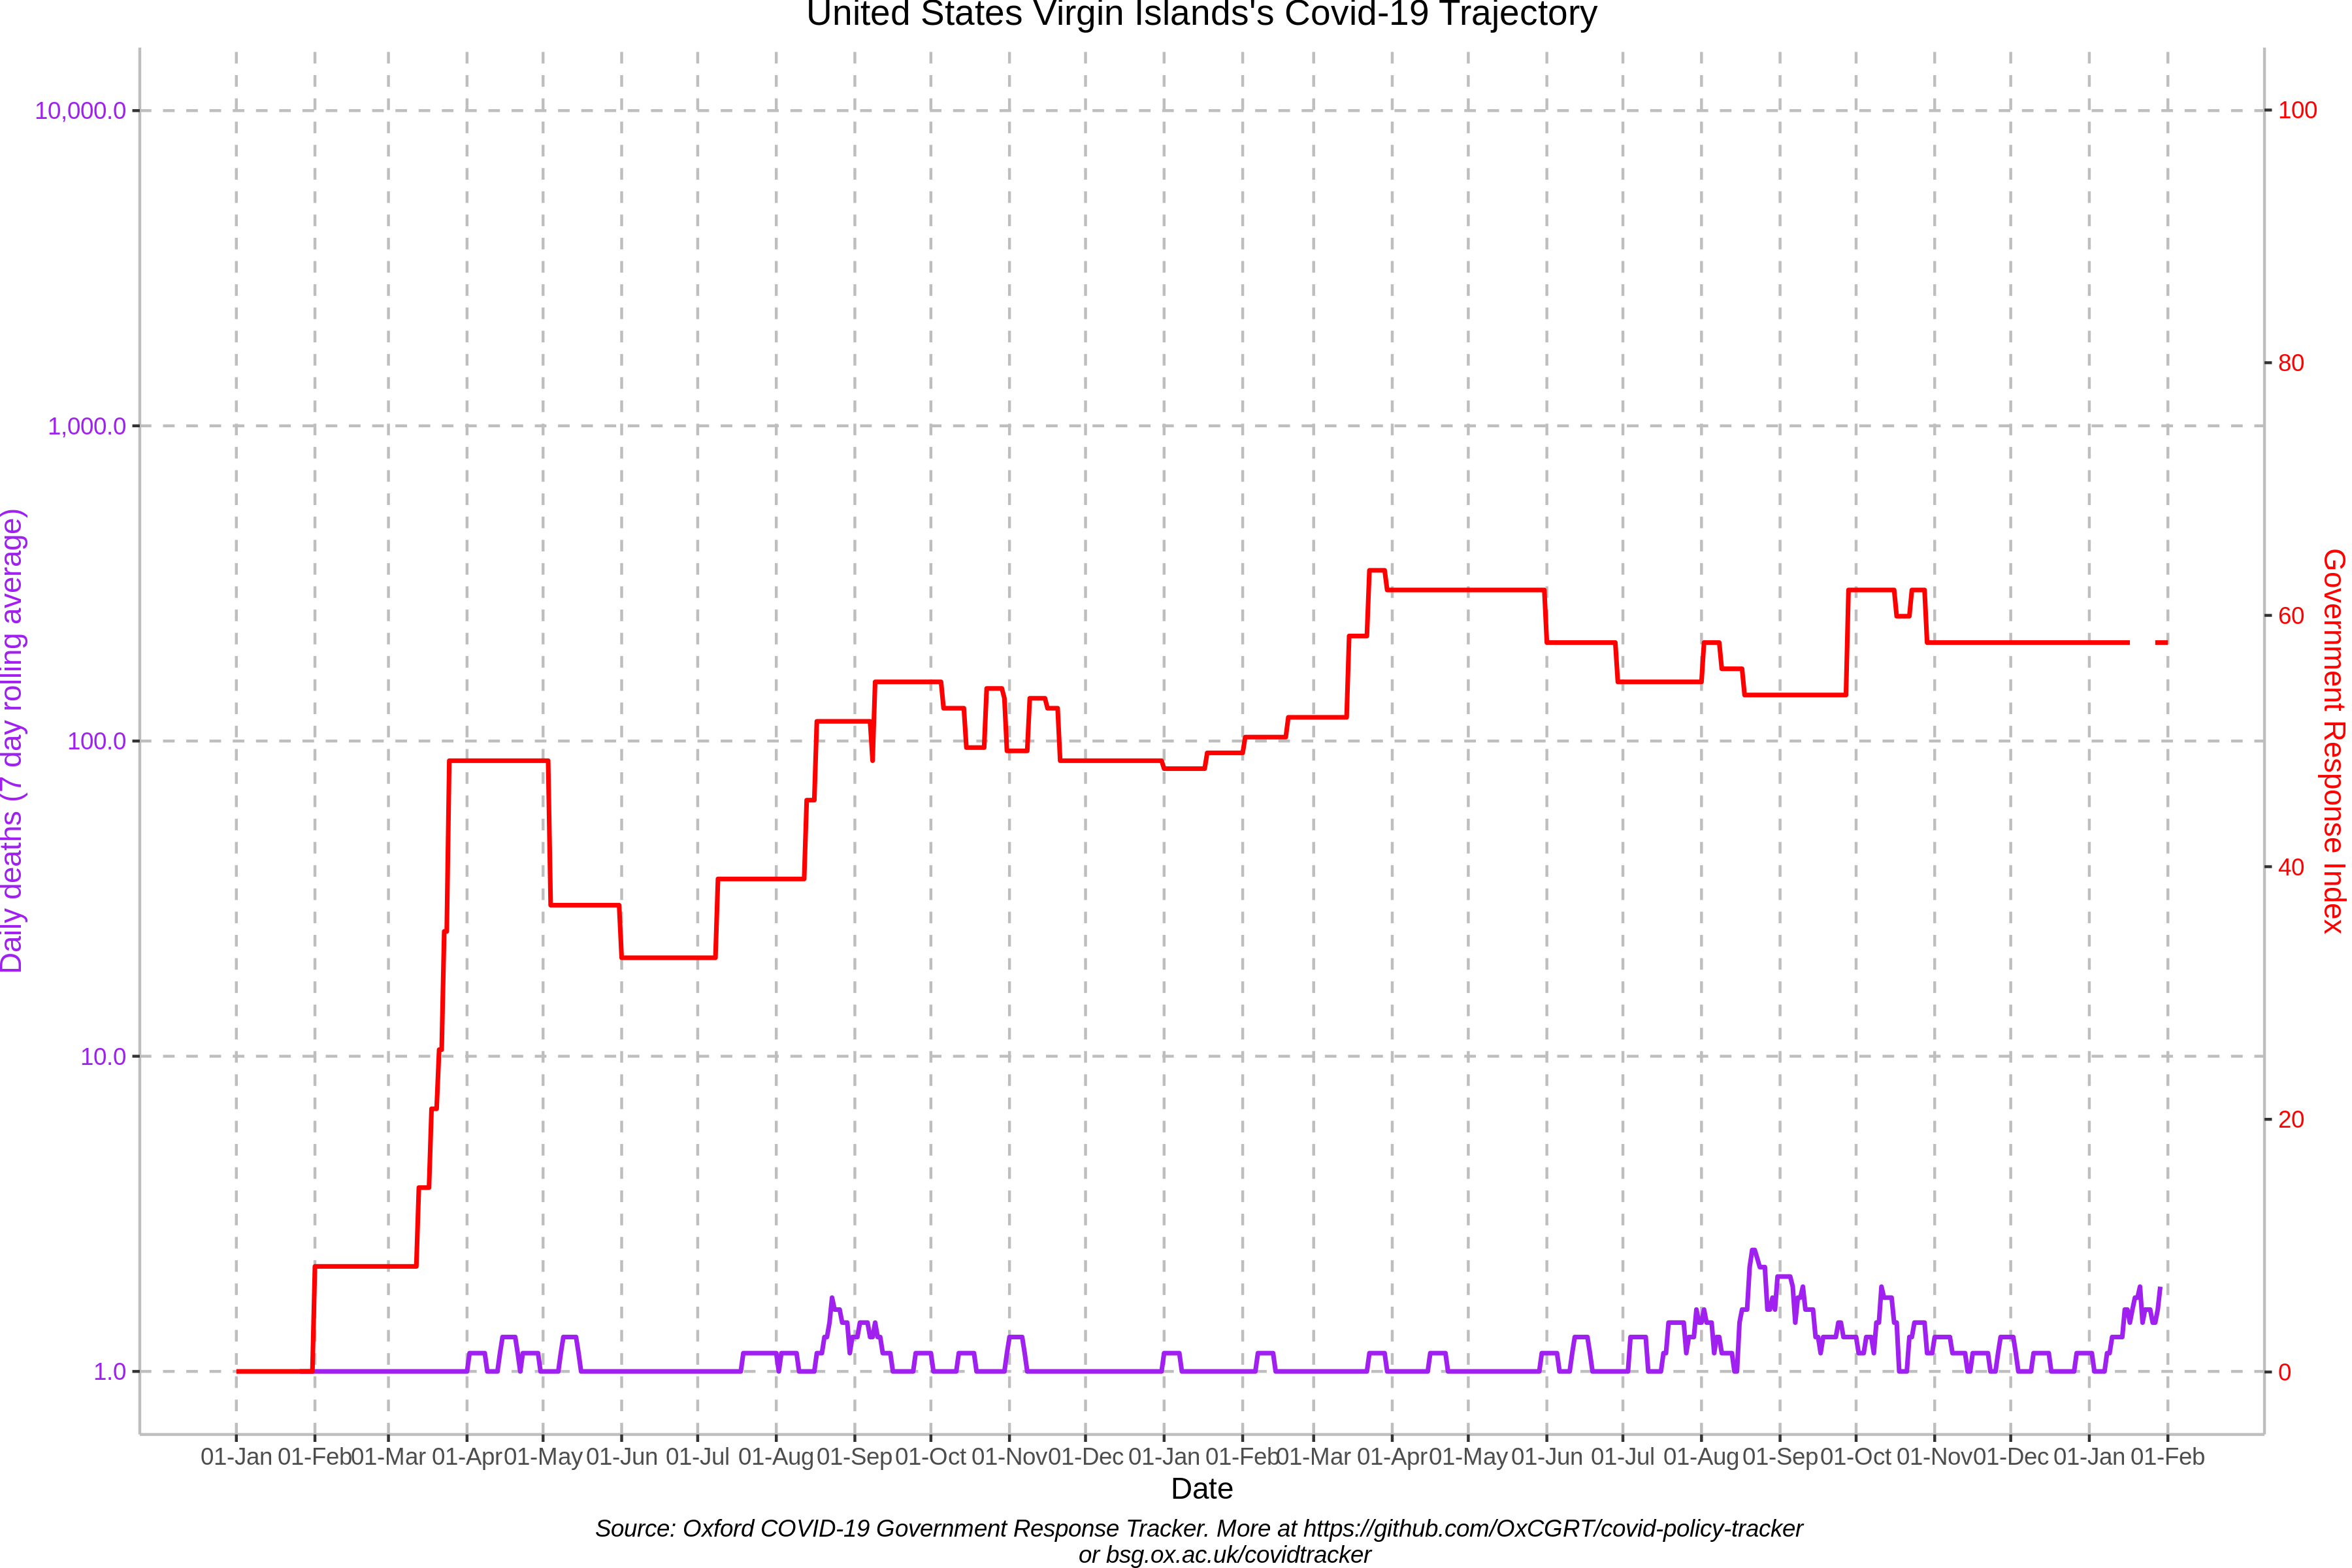 United States Virgin Islands's Covid-19 Trajectory
10,000.0
1,000.0
100.0
10.0
1.0
Daily deaths (7 day rolling average)
100
80
60
40
20
0
Government Response Index
01-Jan 01-Feb 01-Mar 01-Apr 01-May 01-Jun 01-Jul 01-Aug 01-Sep 01-Oct 01-Nov 01-Dec 01-Jan 01-Feb 01-Mar 01-Apr 01-May 01-Jun 01-Jul 01-Aug 01-Sep 01-Oct 01-Nov 01-Dec 01-Jan 01-Feb
Date
Source: Oxford COVID-19 Government Response Tracker. More at https://github.com/OxCGRT/covid-policy-tracker
or bsg.ox.ac.uk/covidtracker